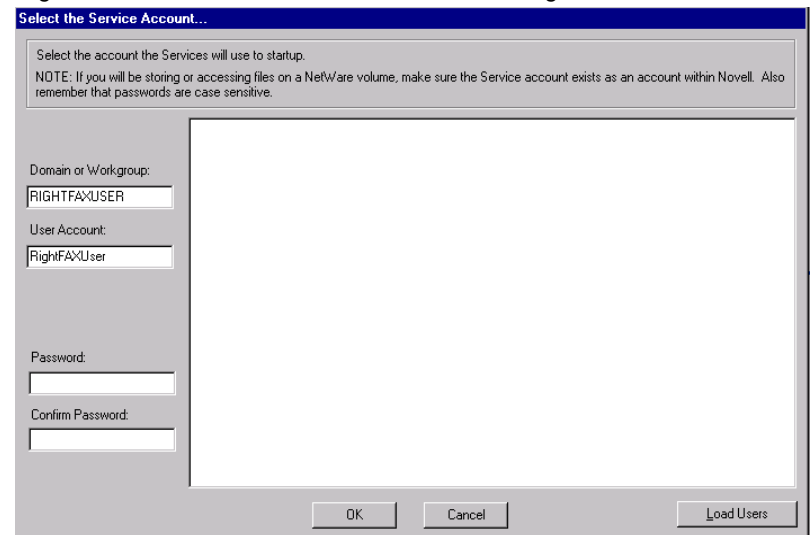 Select the Service Account...
Select the account the Services will use to startup.
NOTE: If you will be storing or accessing files on a NetWare volume, make sure the Service account exists as an account within Novell. Also
remember that passwords are case sensitive.
Domain or Workgroup:
RIGHTFAXUSER
User Account:
RightFAXUser
Password:
Confirm Password:
OK
Cancel
Load Users